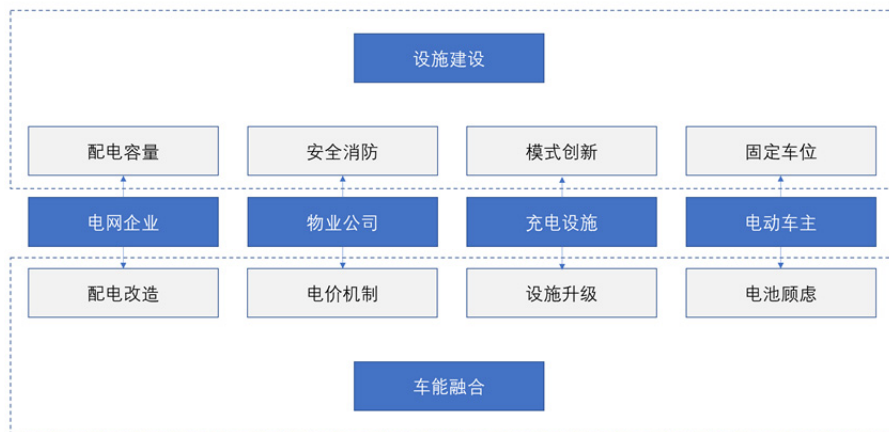 设施建设
配电容量
安全消防
模式创新
固定车位
电网企业
物业公司
充电设施
电动车主
配电改造
电价机制
设施升级
电池顾虑
车能融合